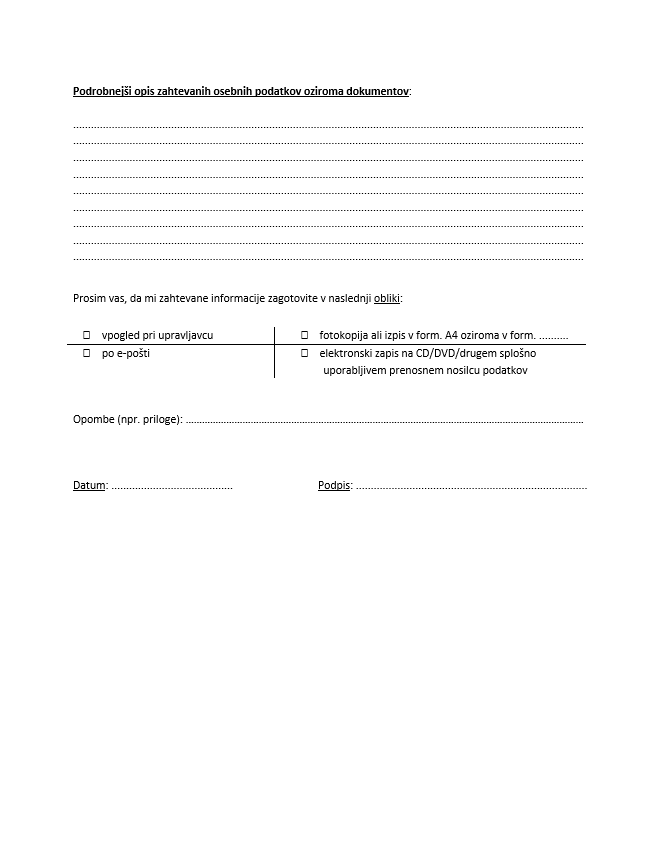 Podrobnejši opis zahtevanih osebnih podatkov oziroma dokumentov:
................................................................................
................................................................................
................................................................................
................................................................................
................................................................................
................................................................................
................................................................................
................................................................................
................................................................................
Prosim vas, da mi zahtevane informacije zagotovite v naslednji obliki:
☐ vpogled pri upravljavcu ☐ fotokopija ali izpis v form. A4 oziroma v form. ..........
☐ po e-pošti ☐ elektronski zapis na CD/DVD/drugem splošno
uporabljivem prenosnem nosilcu podatkov
Opombe (npr. priloge): ................................................................................
Datum: ......................................... Podpis: ................................................................................